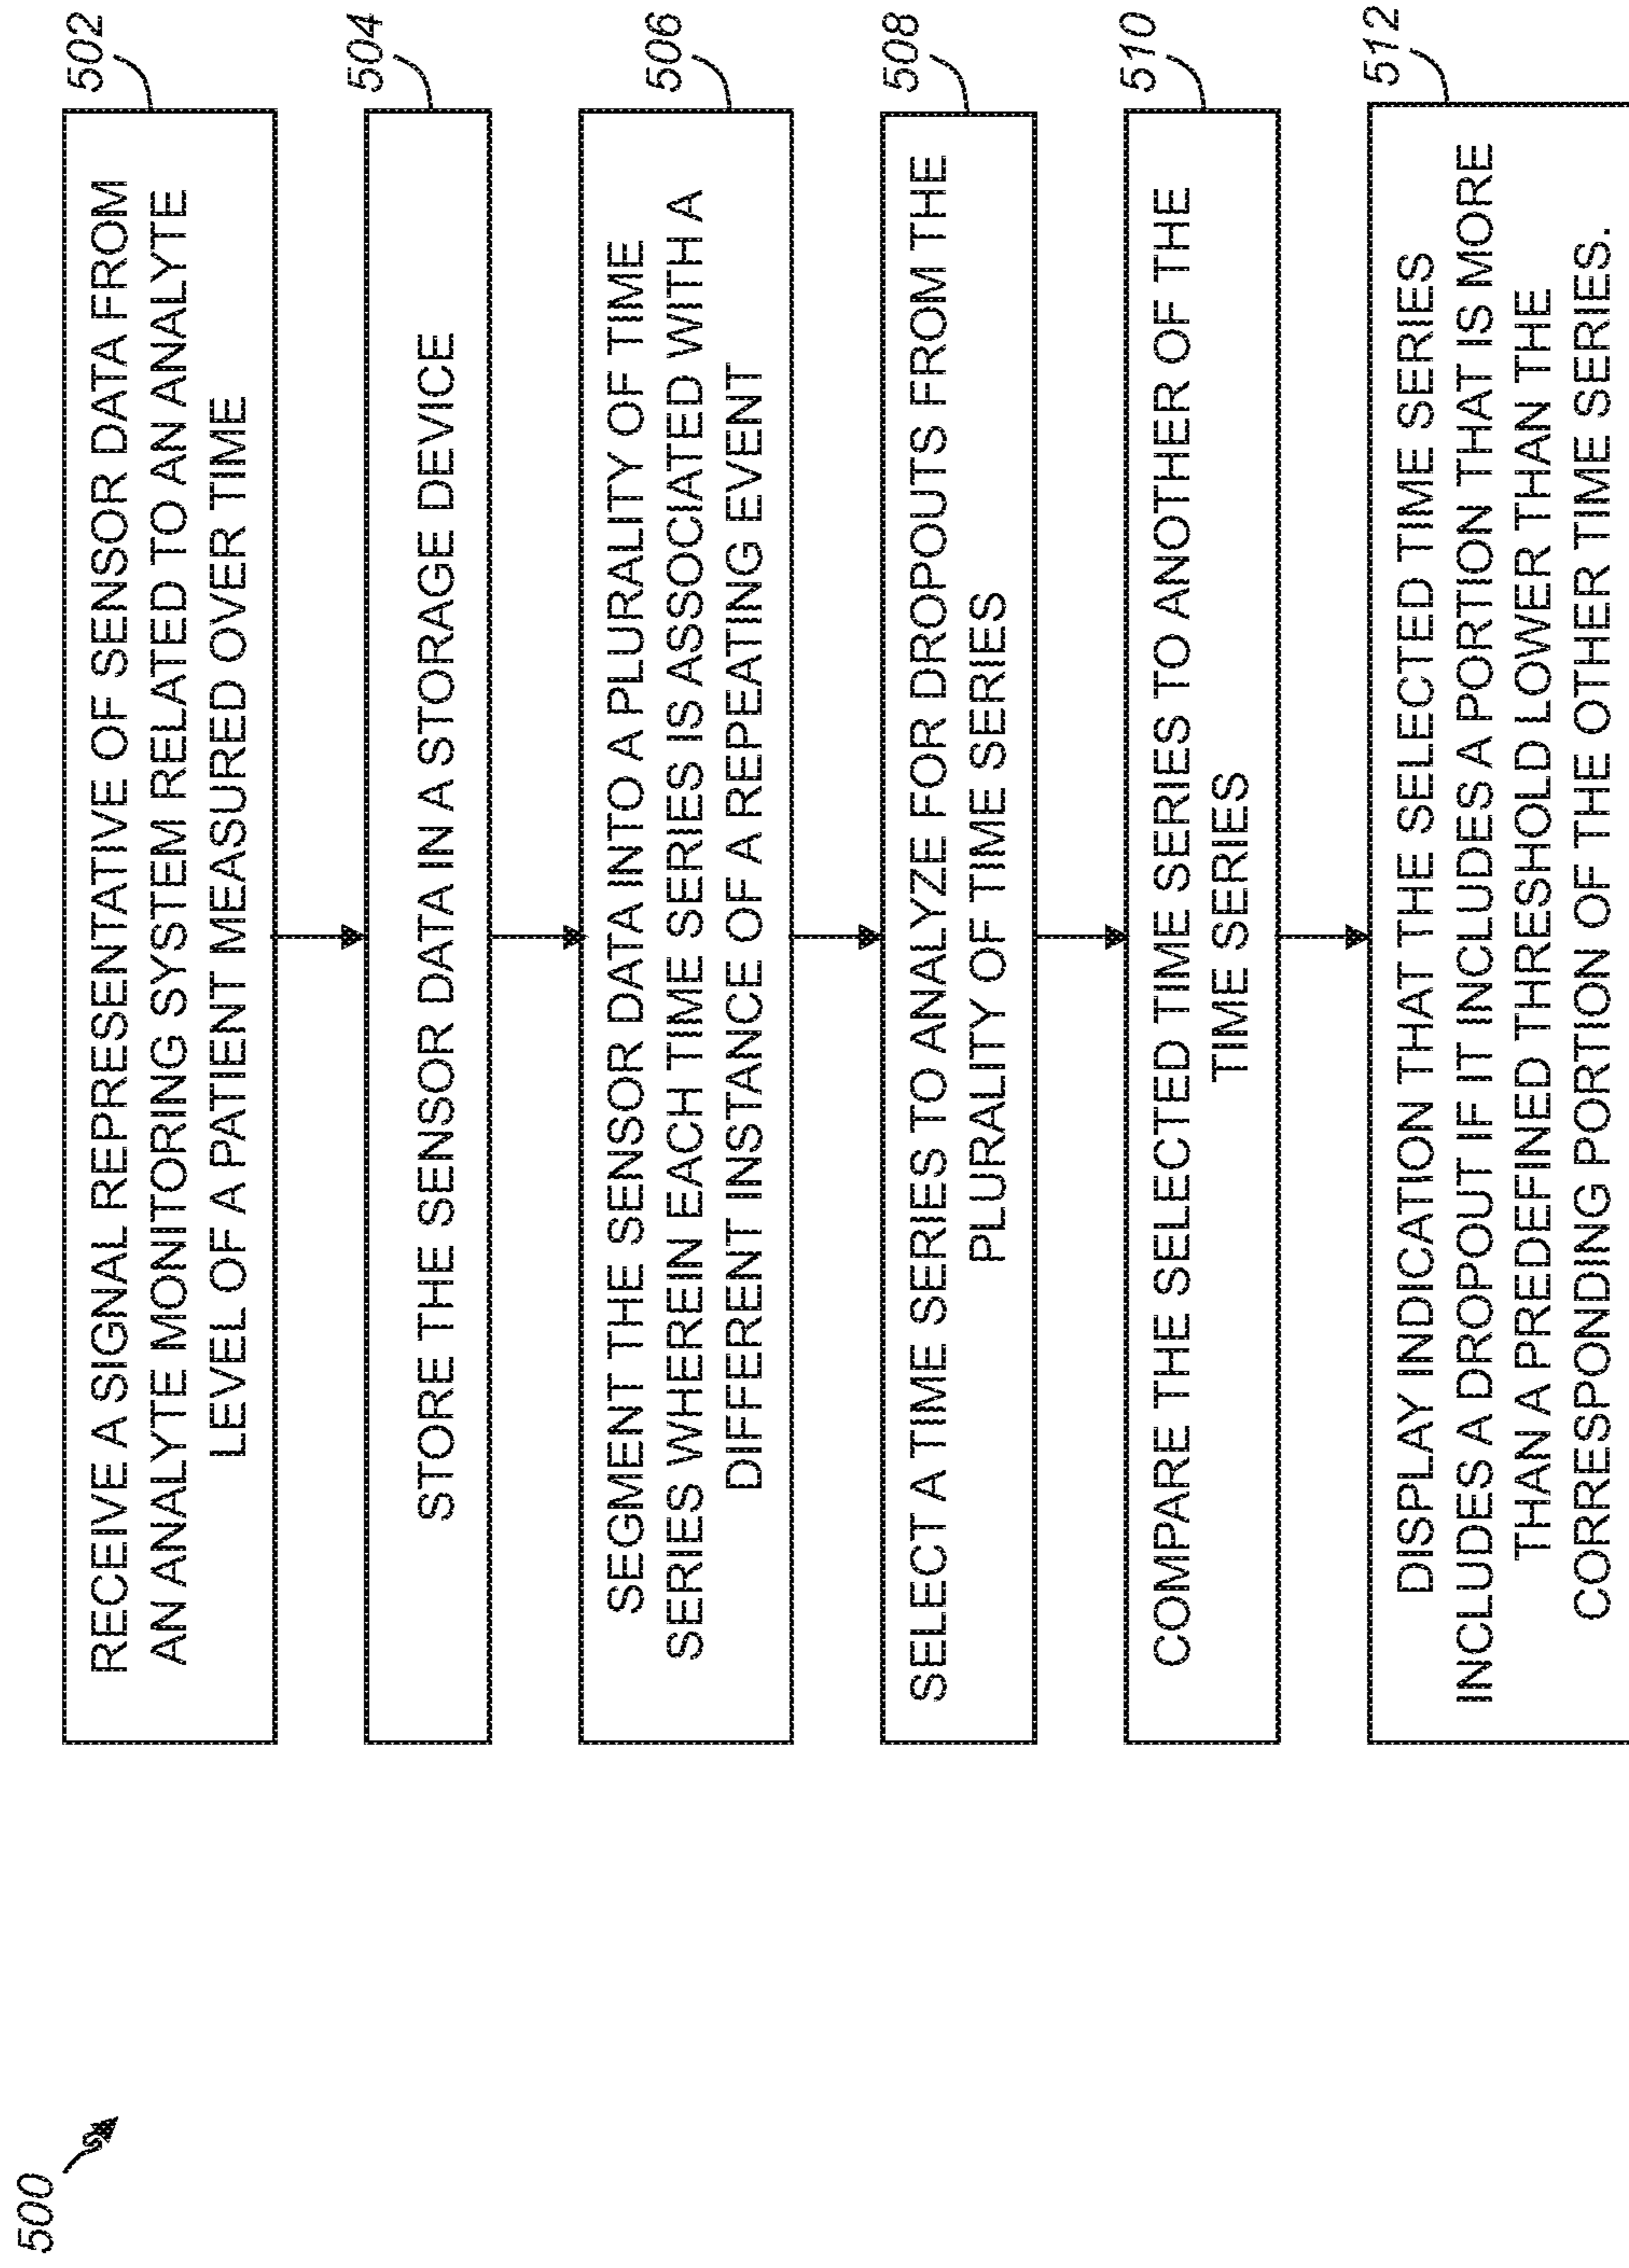 500
502
RECEIVE A SIGNAL REPRESENTATIVE OF SENSOR DATA FROM
AN ANALYTE MONITORING SYSTEM RELATED TO AN ANALYTE
LEVEL OF A PATIENT MEASURED OVER TIME
504
STORE THE SENSOR DATA IN A STORAGE DEVICE
506
SEGMENT THE SENSOR DATA INTO A PLURALITY OF TIME
SERIES WHEREIN EACH TIME SERIES IS ASSOCIATED WITH A
DIFFERENT INSTANCE OF A REPEATING EVENT
508
SELECT A TIME SERIES TO ANALYZE FOR DROPOUTS FROM THE
PLURALITY OF TIME SERIES
510
COMPARE THE SELECTED TIME SERIES TO ANOTHER OF THE
TIME SERIES
512
DISPLAY INDICATION THAT THE SELECTED TIME SERIES
INCLUDES A DROPOUT IF IT INCLUDES A PORTION THAT IS MORE
THAN A PREDEFINED THRESHOLD LOWER THAN THE
CORRESPONDING PORTION OF THE OTHER TIME SERIES.